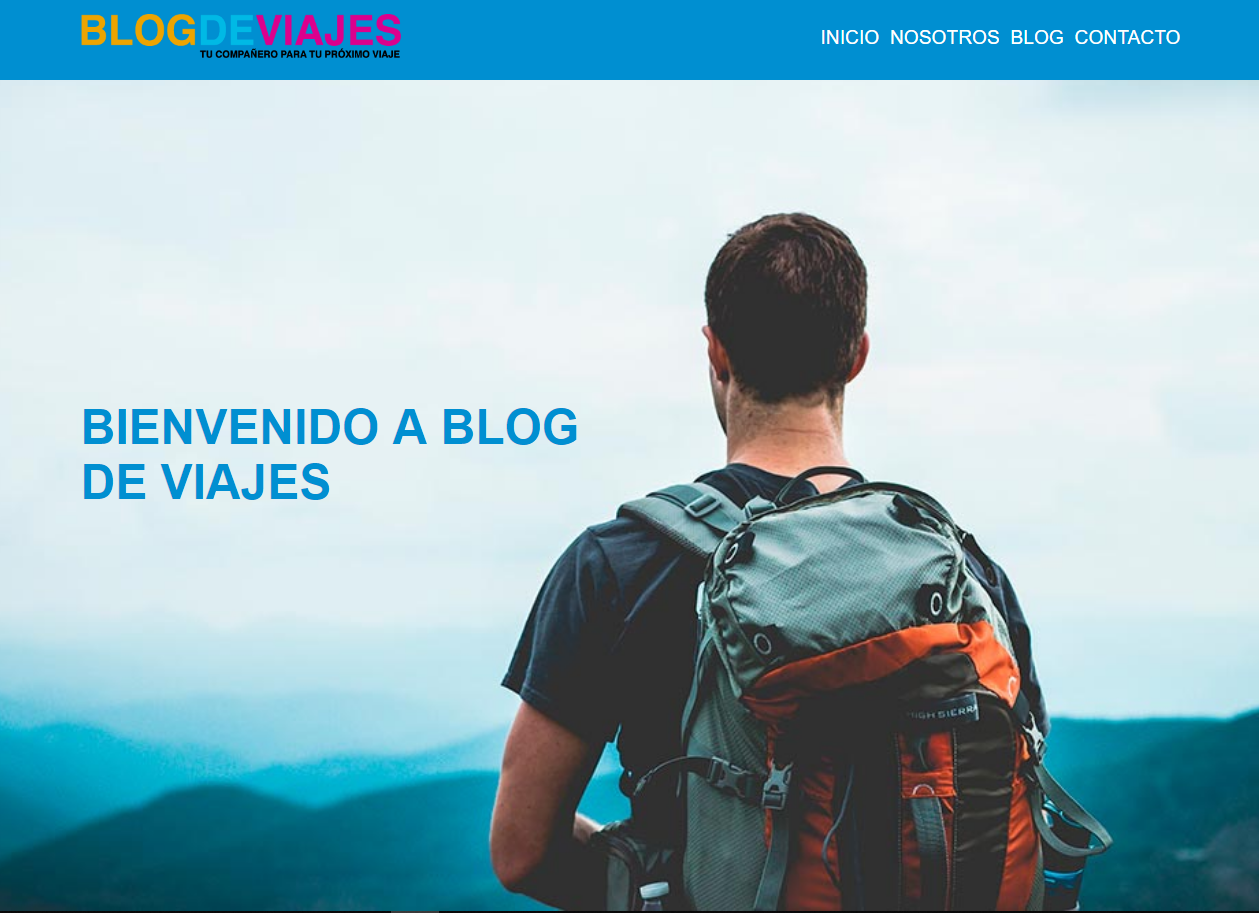 BLOGDEVIAJES
TU COMPAÑERO PARA TU PRÓXIMO VIAJE
INICIO NOSOTROS BLOG CONTACTO
BIENVENIDO A BLOG
DE VIAJES
HIGH SIERRA